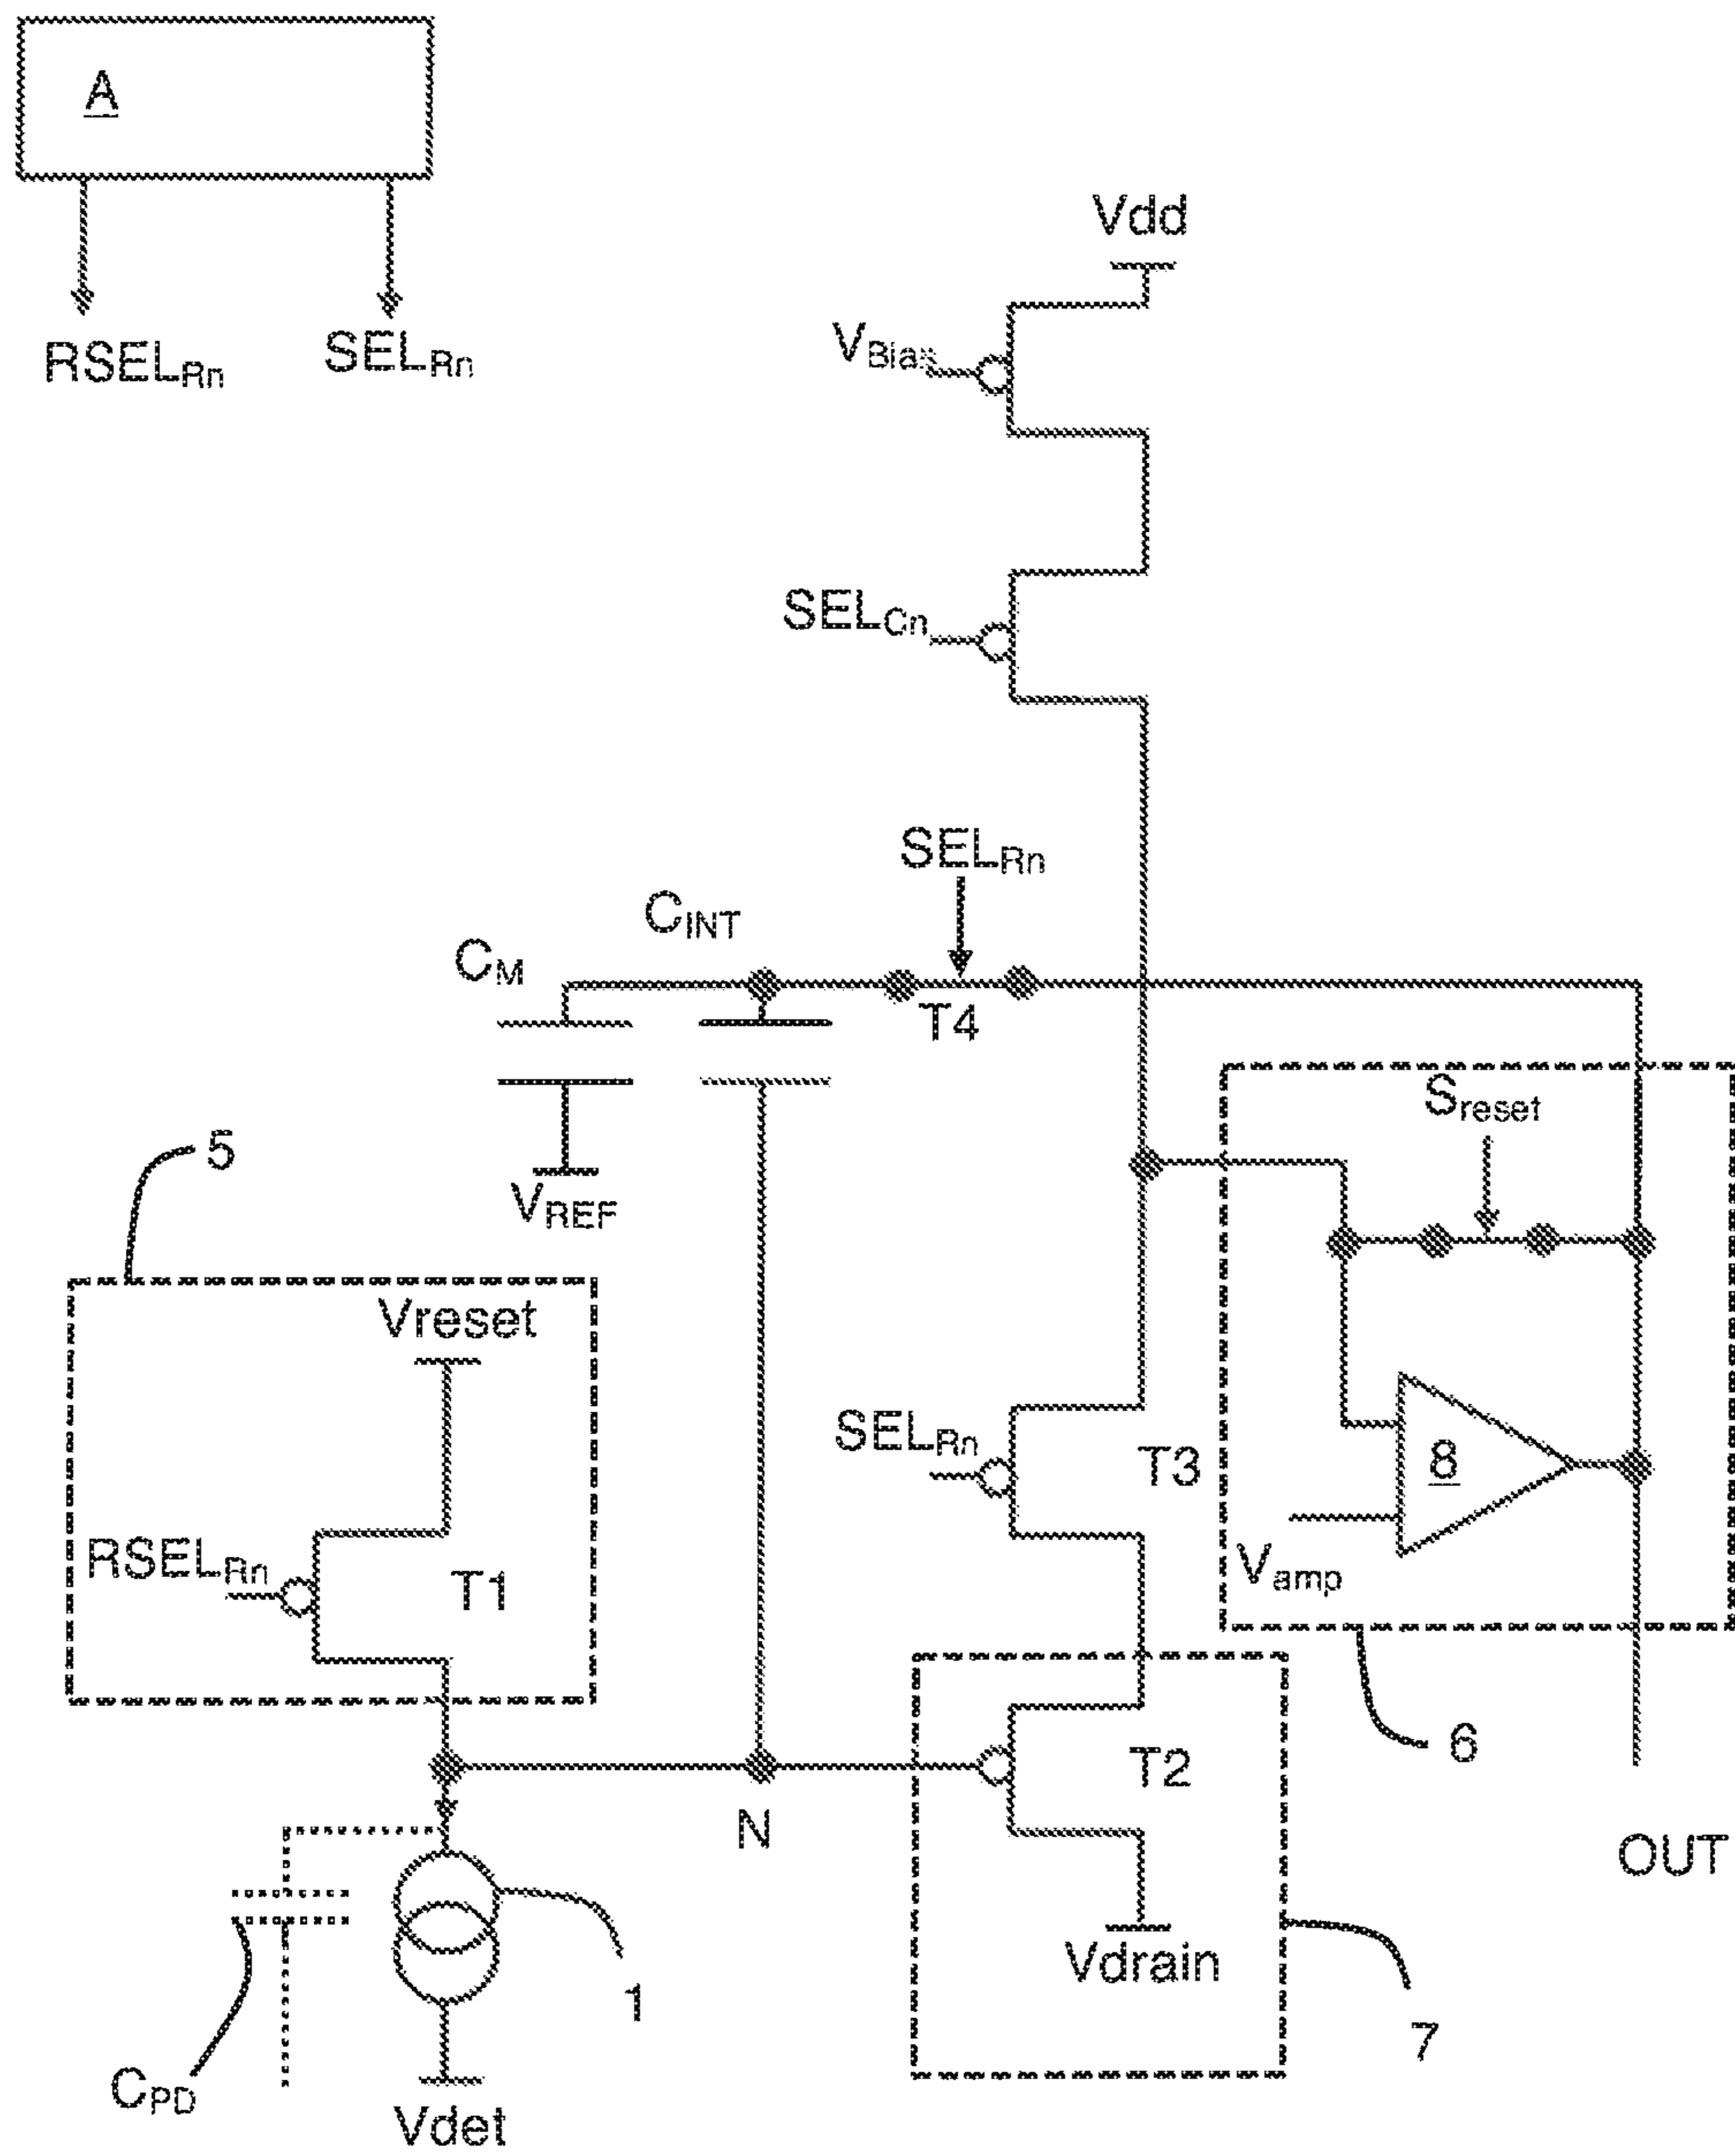 A
RSELRn
SELRn
Vdd
VBias
SELCn
SELRn
CINT
CM
T4
VREF
Sreset
5
Vreset
SELRn
T3
8
RSELRn
T1
Vamp
6
T2
N
OUT
Vdrain
1
7
CPD
Vdet